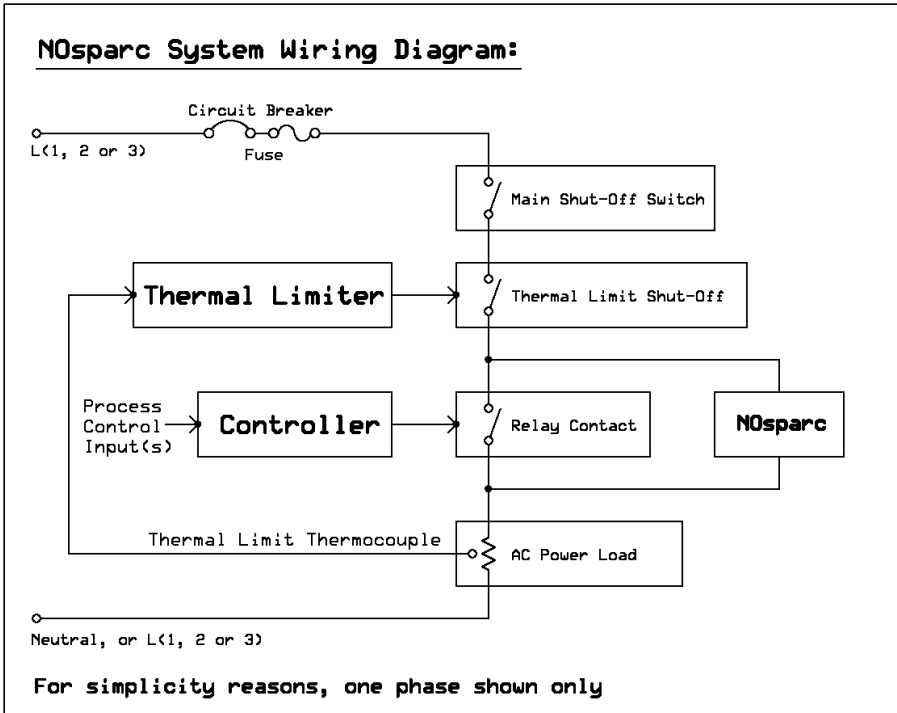 NOsparc System Wiring Diagram:
Circuit Breaker
L(1, 2 or 3)
Fuse
Main Shut-Off Switch
Thermal Limiter
Thermal Limit Shut-Off
Process
Control
Input(s)
Controller
Relay Contact
NOsparc
Thermal Limit Thermocouple
AC Power Load
Neutral, or L(1, 2 or 3)
For simplicity reasons, one phase shown only